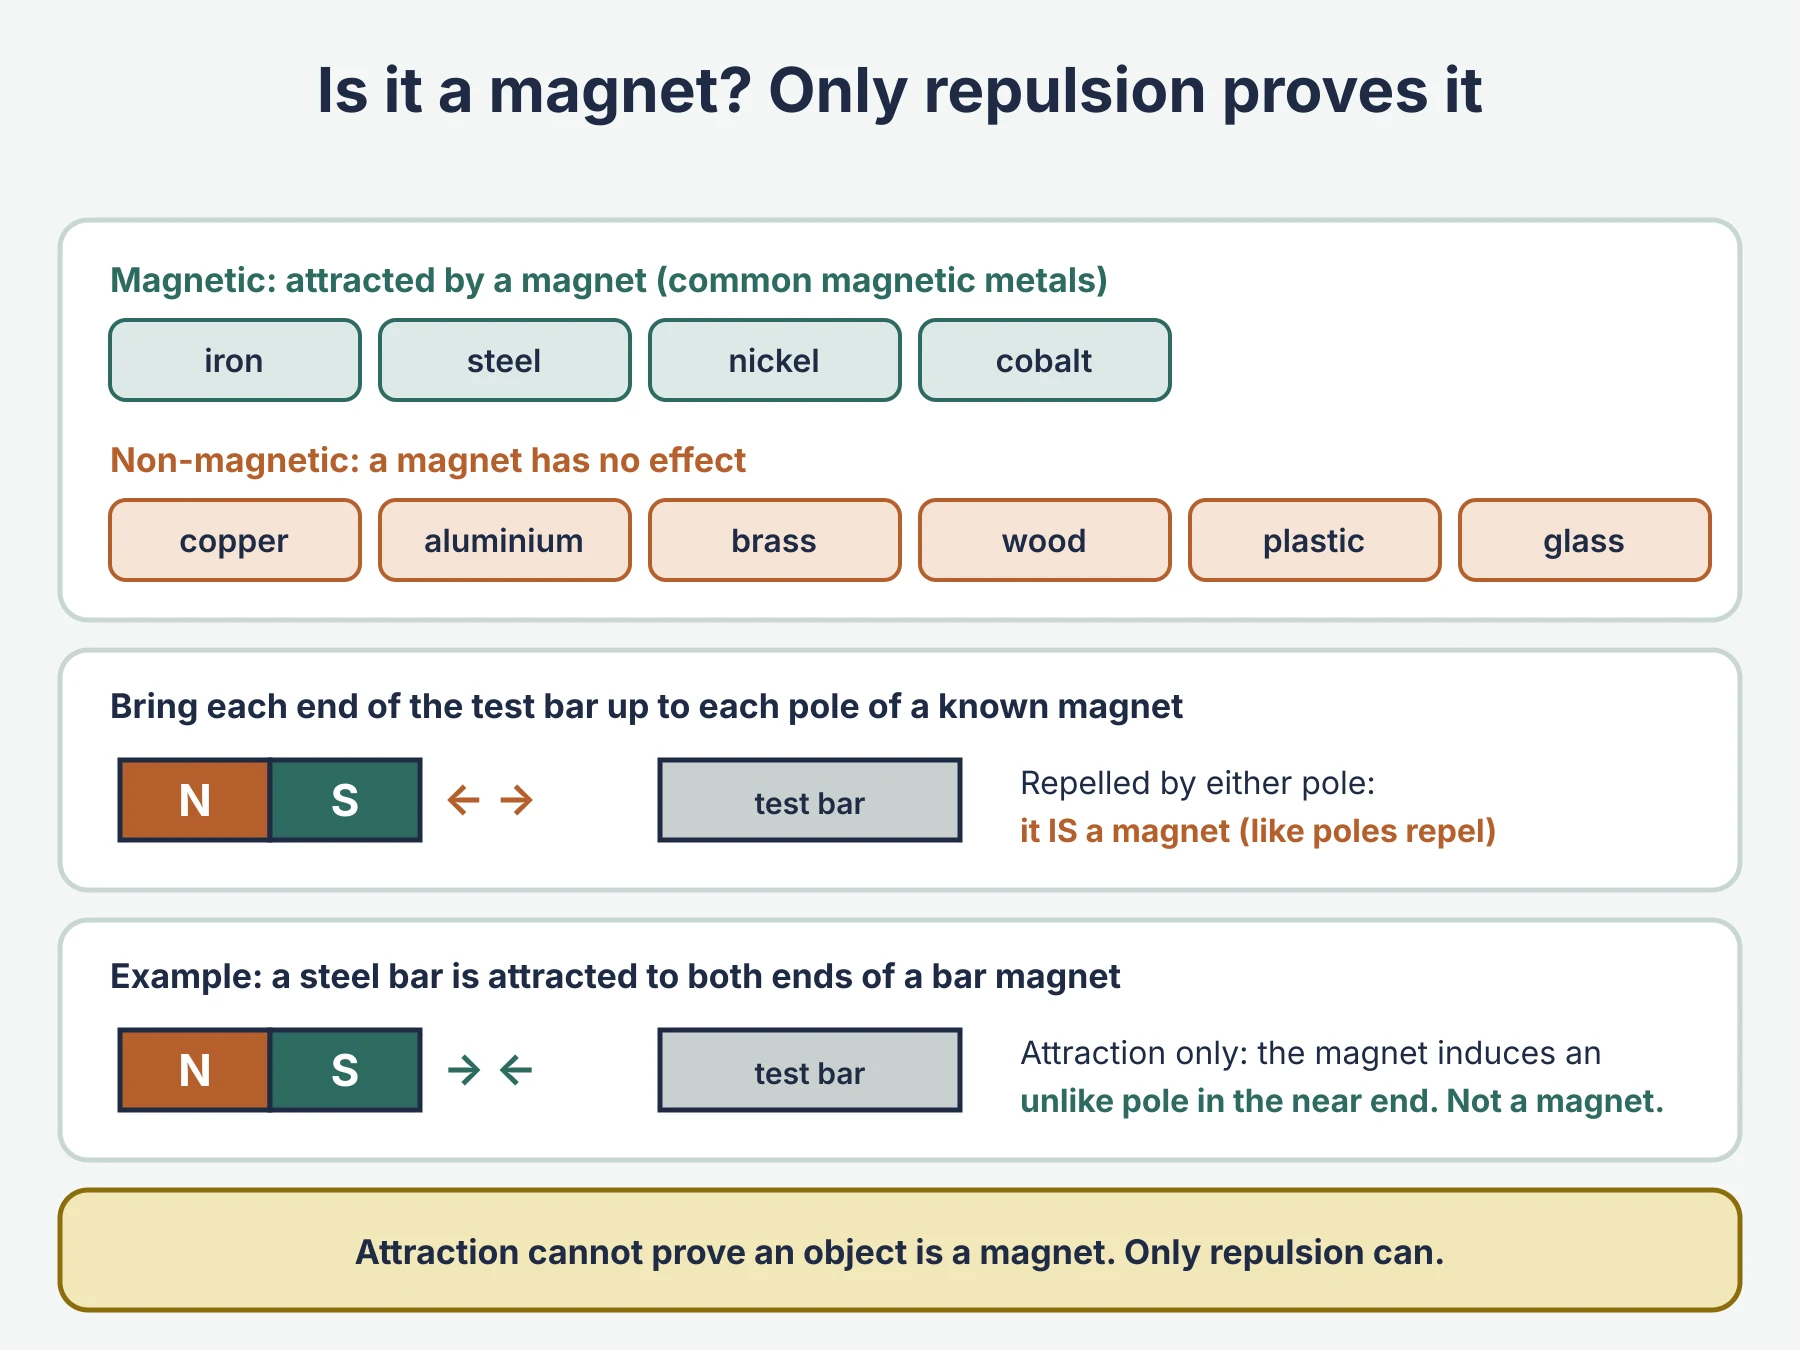 Is it a magnet? Only repulsion proves it
Magnetic: attracted by a magnet (common magnetic metals)
iron
steel
nickel
cobalt
Non-magnetic: a magnet has no effect
copper
aluminium
brass
wood
plastic
glass
Bring each end of the test bar up to each pole of a known magnet
N
S
test bar
Repelled by either pole:
it IS a magnet (like poles repel)
Example: a steel bar is attracted to both ends of a bar magnet
N
S
test bar
Attraction only: the magnet induces an
unlike pole in the near end. Not a magnet.
Attraction cannot prove an object is a magnet. Only repulsion can.